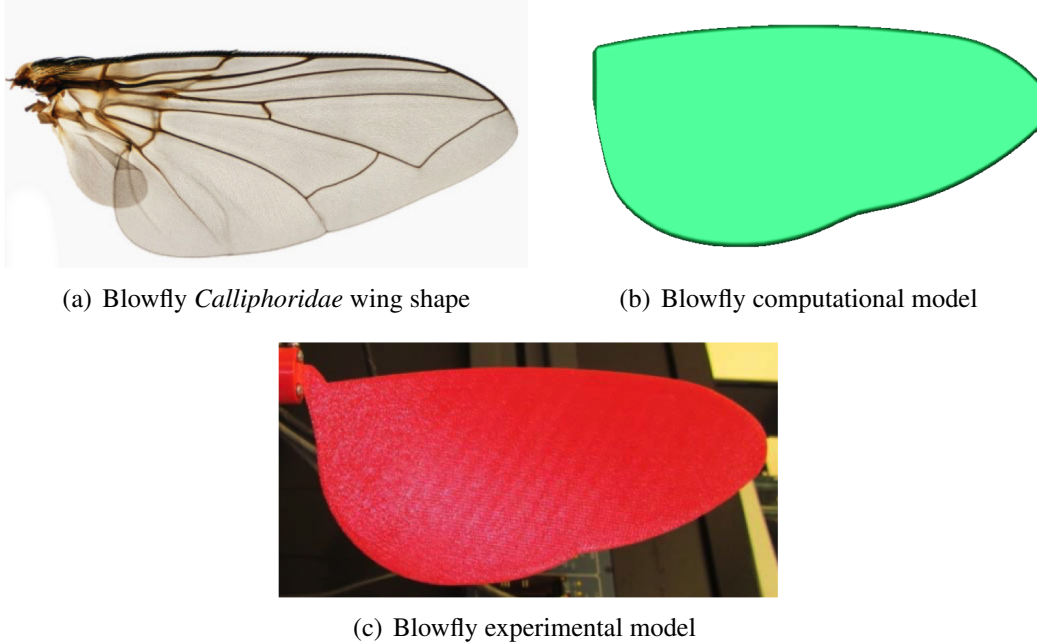 (a) Blowfly Calliphoridae wing shape
(b) Blowfly computational model
(c) Blowfly experimental model